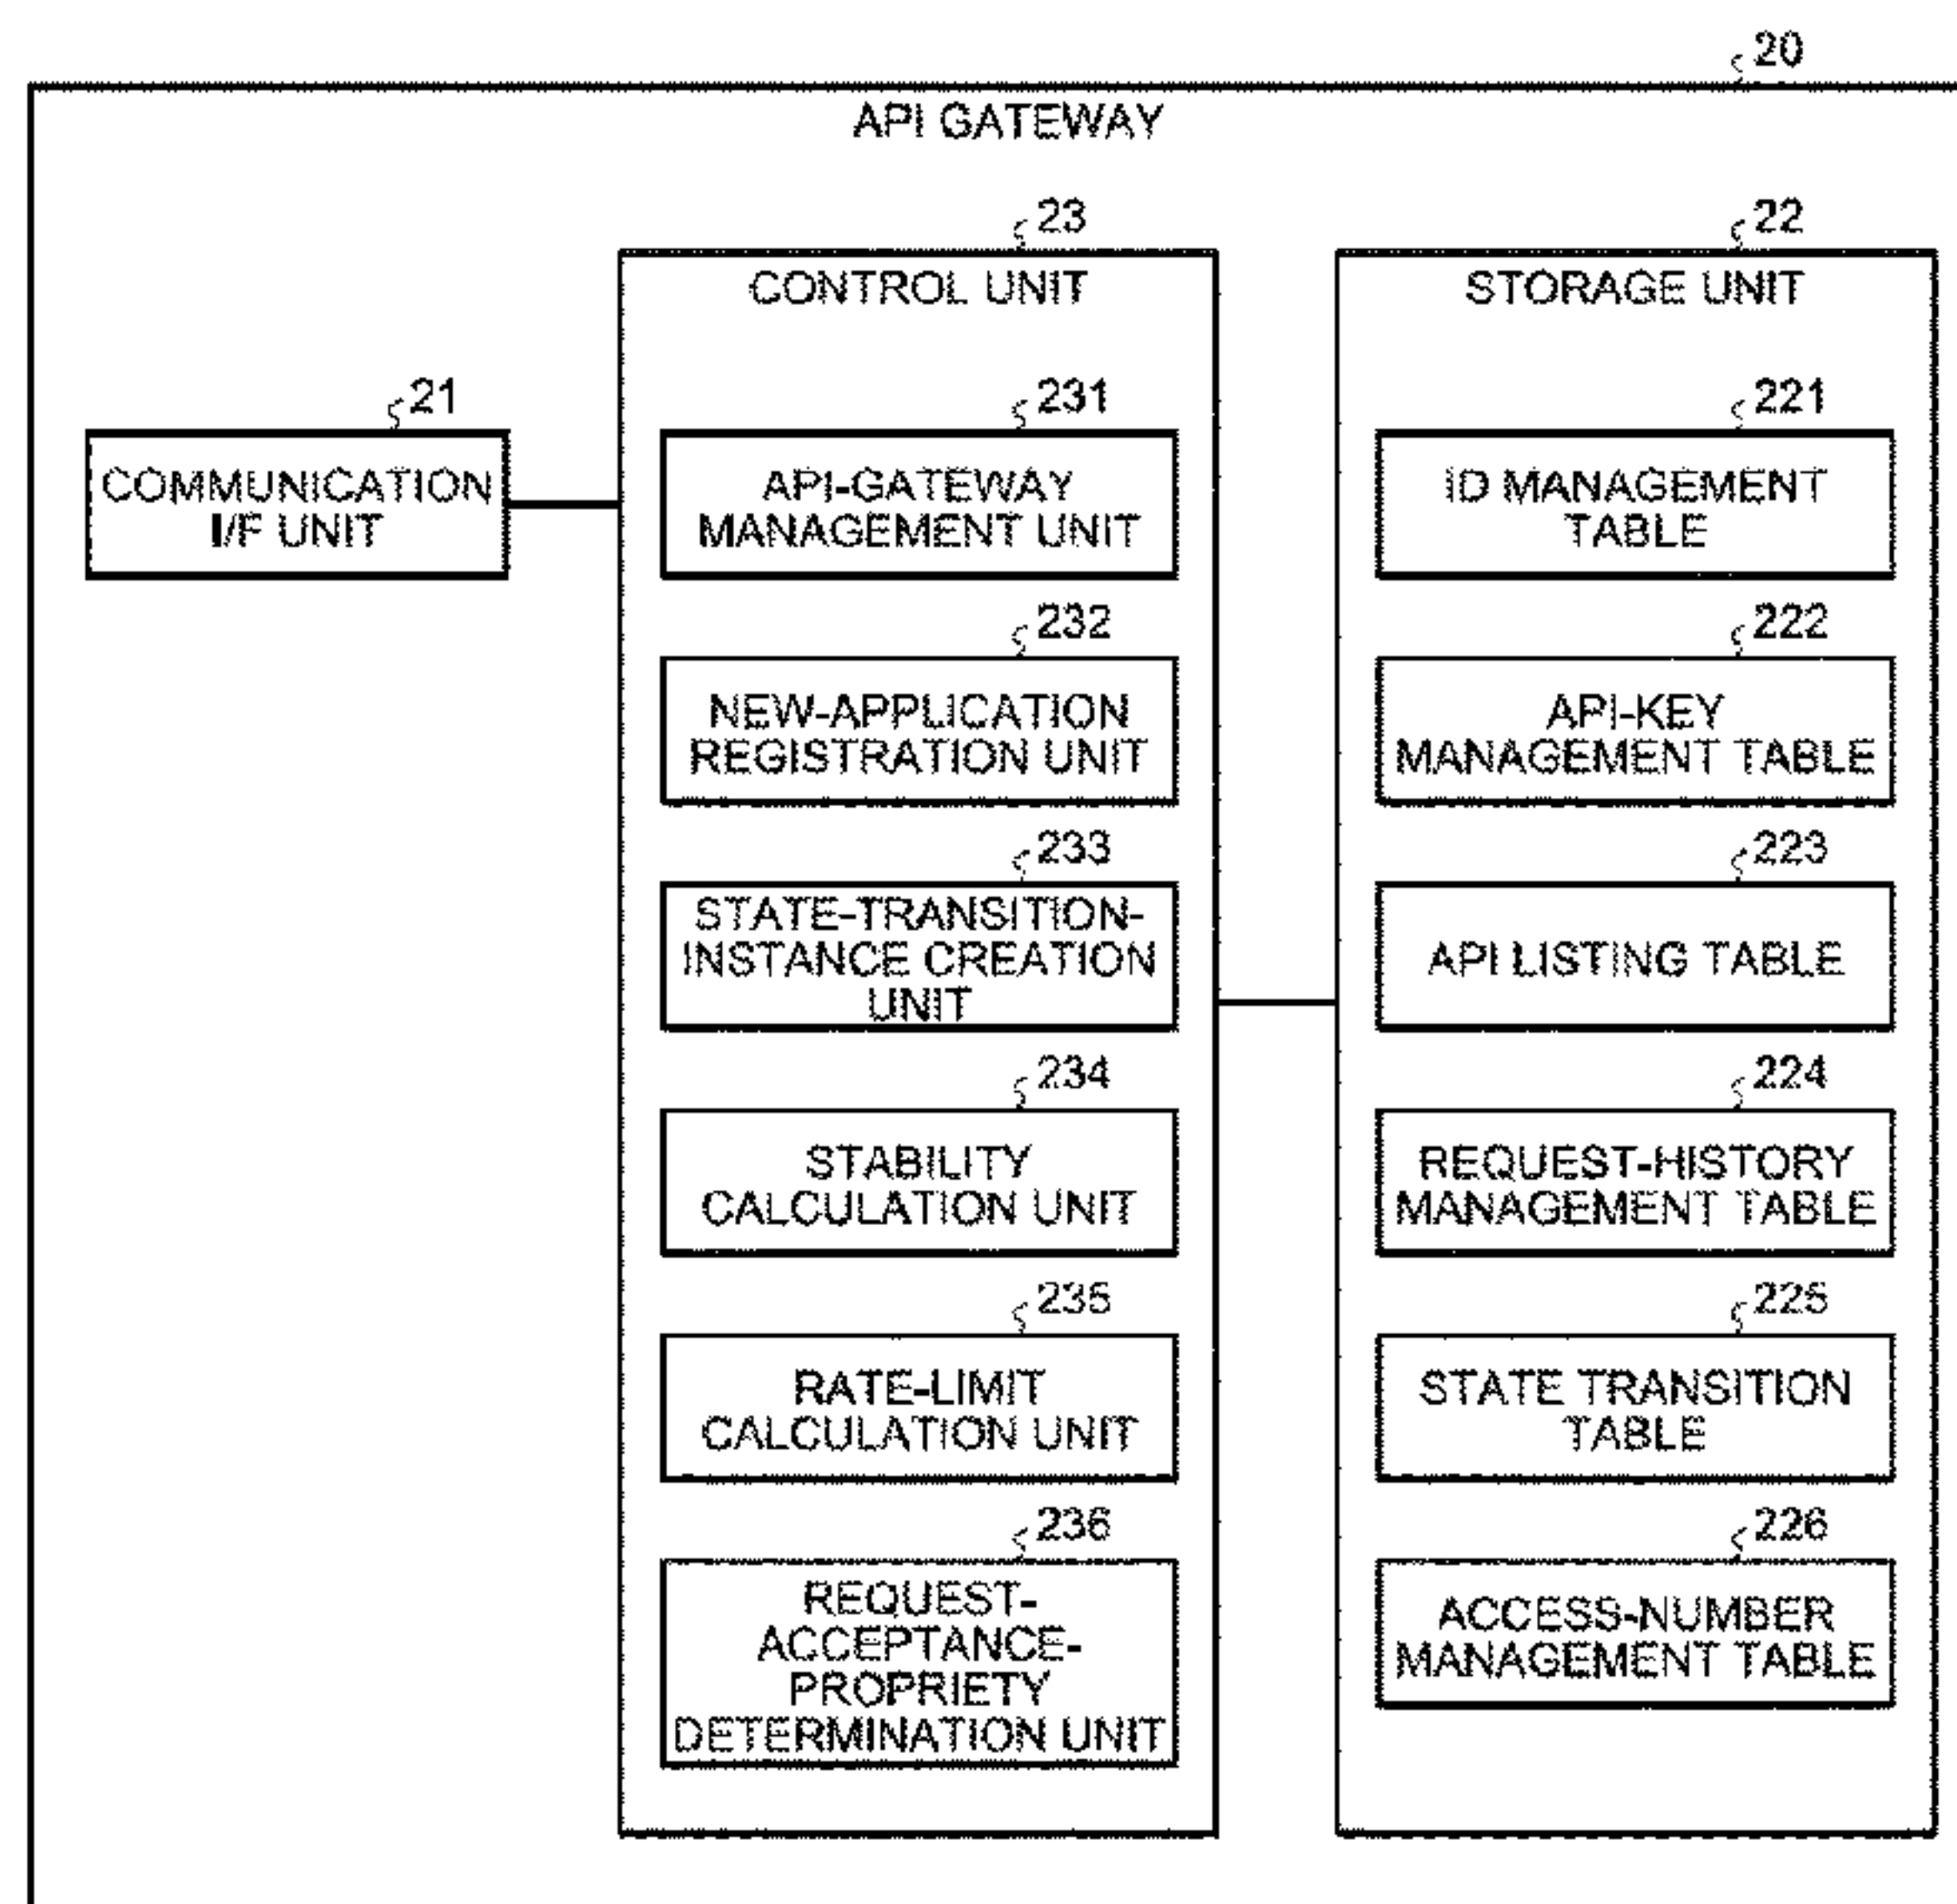 20
API GATEWAY
23
CONTROL UNIT
22
STORAGE UNIT
21
COMMUNICATION
I/F UNIT
231
API-GATEWAY
MANAGEMENT UNIT
232
NEW-APPLICATION
REGISTRATION UNIT
233
STATE-TRANSITION-
INSTANCE CREATION
UNIT
234
STABILITY
CALCULATION UNIT
235
RATE-LIMIT
CALCULATION UNIT
236
REQUEST-
ACCEPTANCE-
PROPRIETY
DETERMINATION UNIT
221
ID MANAGEMENT
TABLE
222
API-KEY
MANAGEMENT TABLE
223
API LISTING TABLE
224
REQUEST-HISTORY
MANAGEMENT TABLE
225
STATE TRANSITION
TABLE
226
ACCESS-NUMBER
MANAGEMENT TABLE